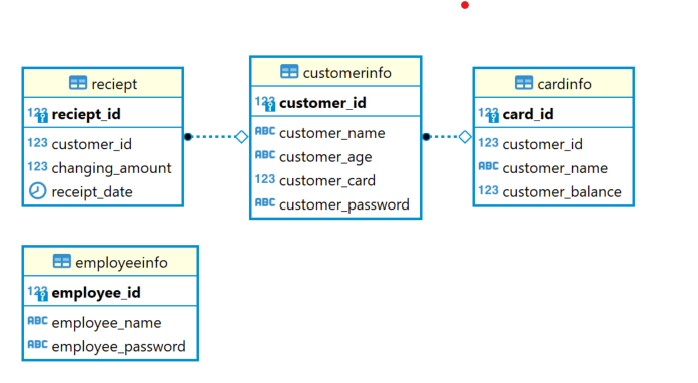 reciept
123 reciept_id
123 customer_id
123 changing_amount
receipt_date
customerinfo
123 customer_id
ABC customer_name
ABC customer_age
123 customer_card
ABC customer_password
cardinfo
123 card_id
123 customer_id
ABC customer_name
123 customer_balance
employeeinfo
123 employee_id
ABC employee_name
ABC employee_password